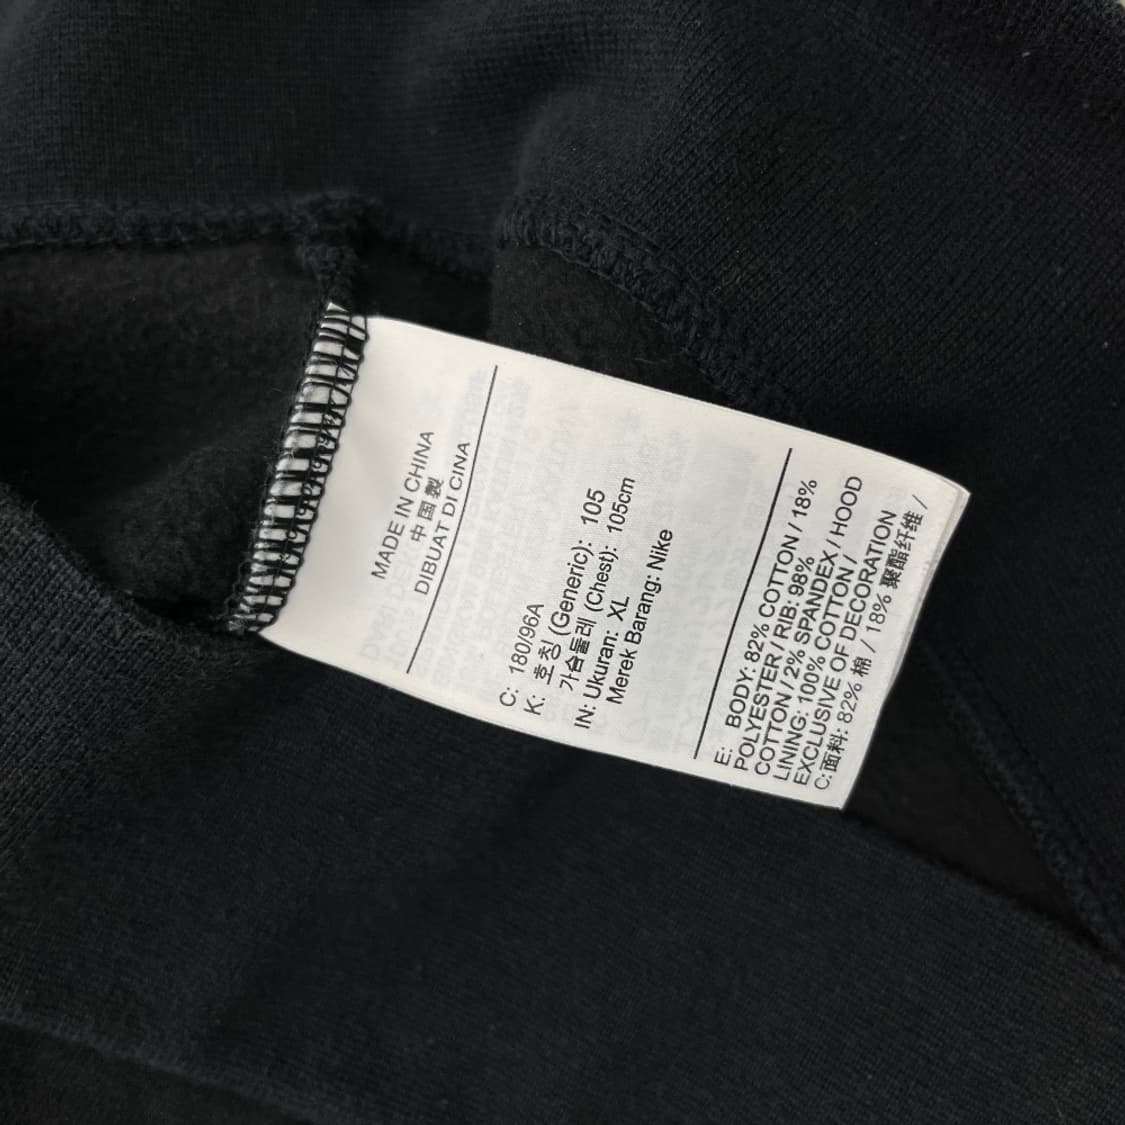 MADE IN CHINA
中国製
DIBUAT DI CINA
C: 180/96A
K: 호칭 (Generic): 105
가슴둘레 (Chest): 105cm
IN: Ukuran: XL
Merek Barang: Nike
E: BODY: 82% COTTON / 18%
POLYESTER / RIB: 98%
COTTON / 2% SPANDEX / HOOD
LINING: 100% COTTON /
EXCLUSIVE OF DECORATION
C:面料: 82% 棉 / 18% 聚酯纤维 /